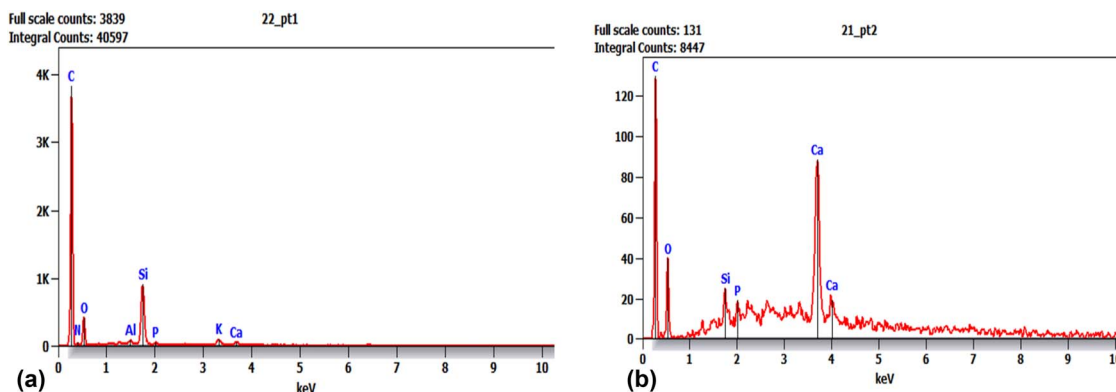 Full scale counts: 3839
22_pt1
Integral Counts: 40597
4K
3K
2K
1K
0
C
N
O
Al
Si
P
K
Ca
0 1 2 3 4 5 6 7 8 9 10
keV
(a)
Full scale counts: 131
21_pt2
Integral Counts: 8447
120
100
80
60
40
20
0
C
O
Si
P
Ca
Ca
0 1 2 3 4 5 6 7 8 9 10
keV
(b)